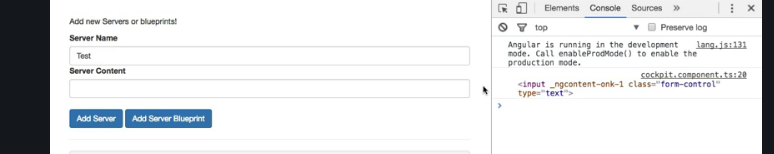 Elements Console Sources »
top Preserve log
Add new Servers or blueprints!
Server Name
Test
Server Content
Add Server Add Server Blueprint
Angular is running in the development lang.js:131
mode. Call enableProdMode() to enable the
production mode.
cockpit.component.ts:20
<input _ngcontent-onk-1 class="form-control"
type="text">
>